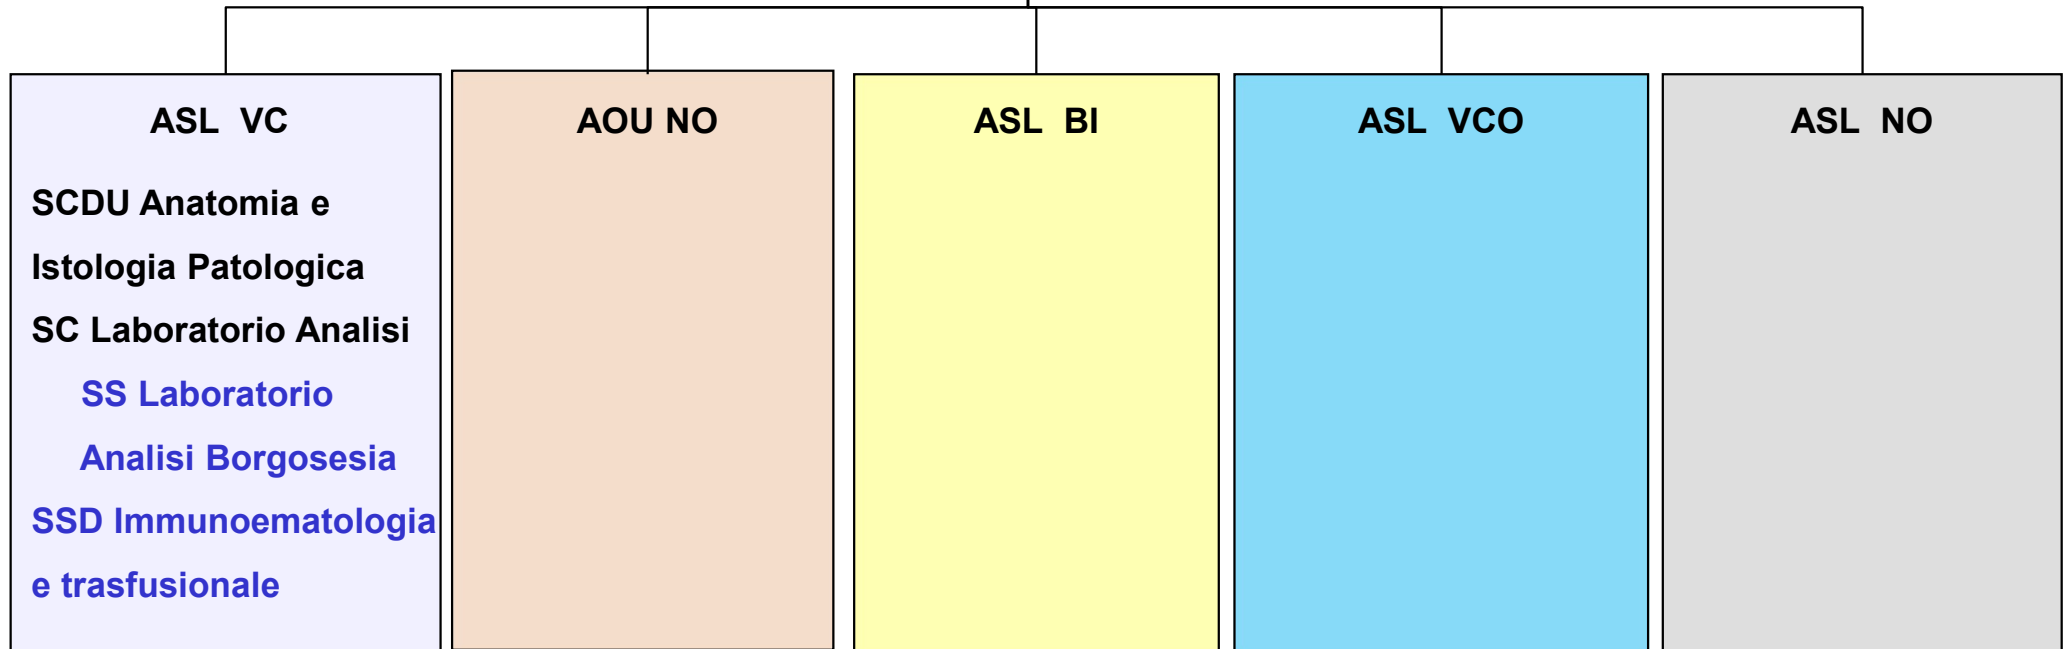 ASL VC
SCDU Anatomia e
Istologia Patologica
SC Laboratorio Analisi
SS Laboratorio
Analisi Borgosesia
SSD Immunoematologia
e trasfusionale
AOU NO
ASL BI
ASL VCO
ASL NO